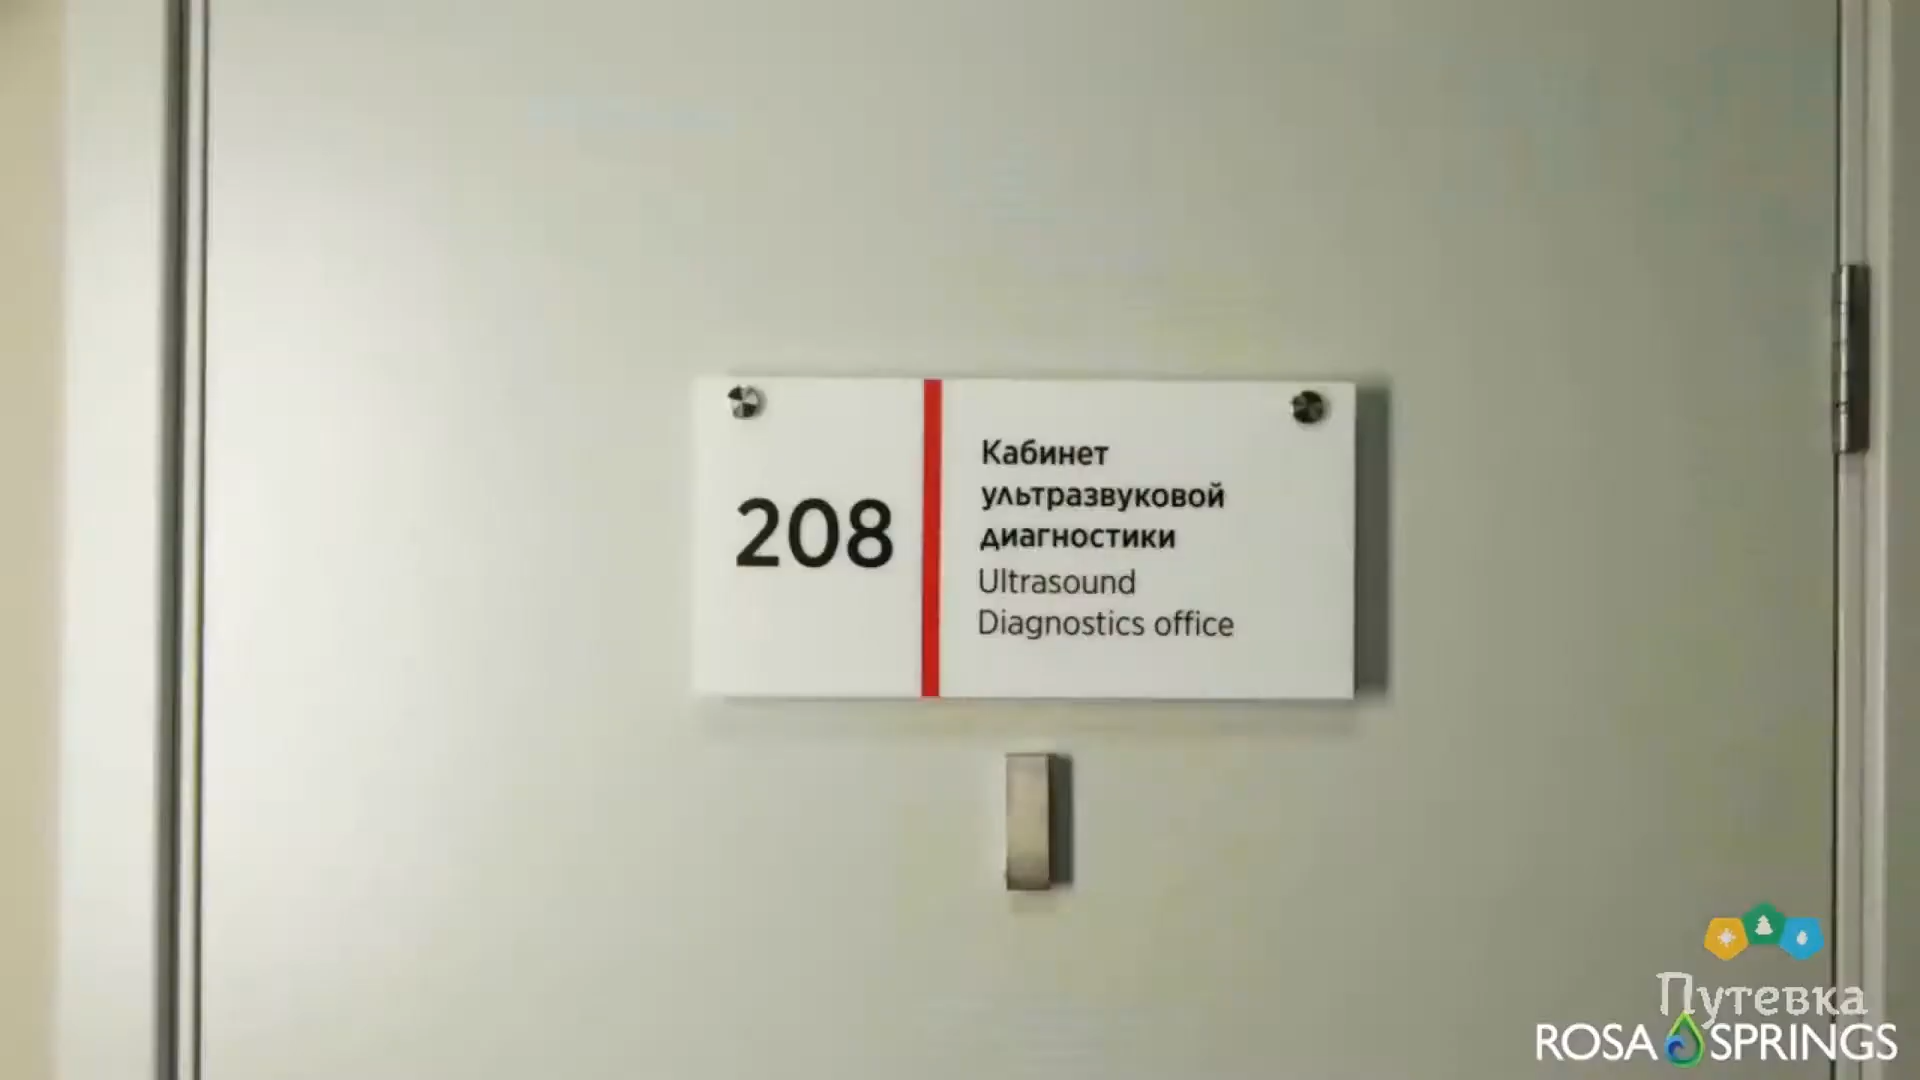 208
Кабинет
ультразвуковой
диагностики
Ultrasound
Diagnostics office
Путевка
ROSA SPRINGS